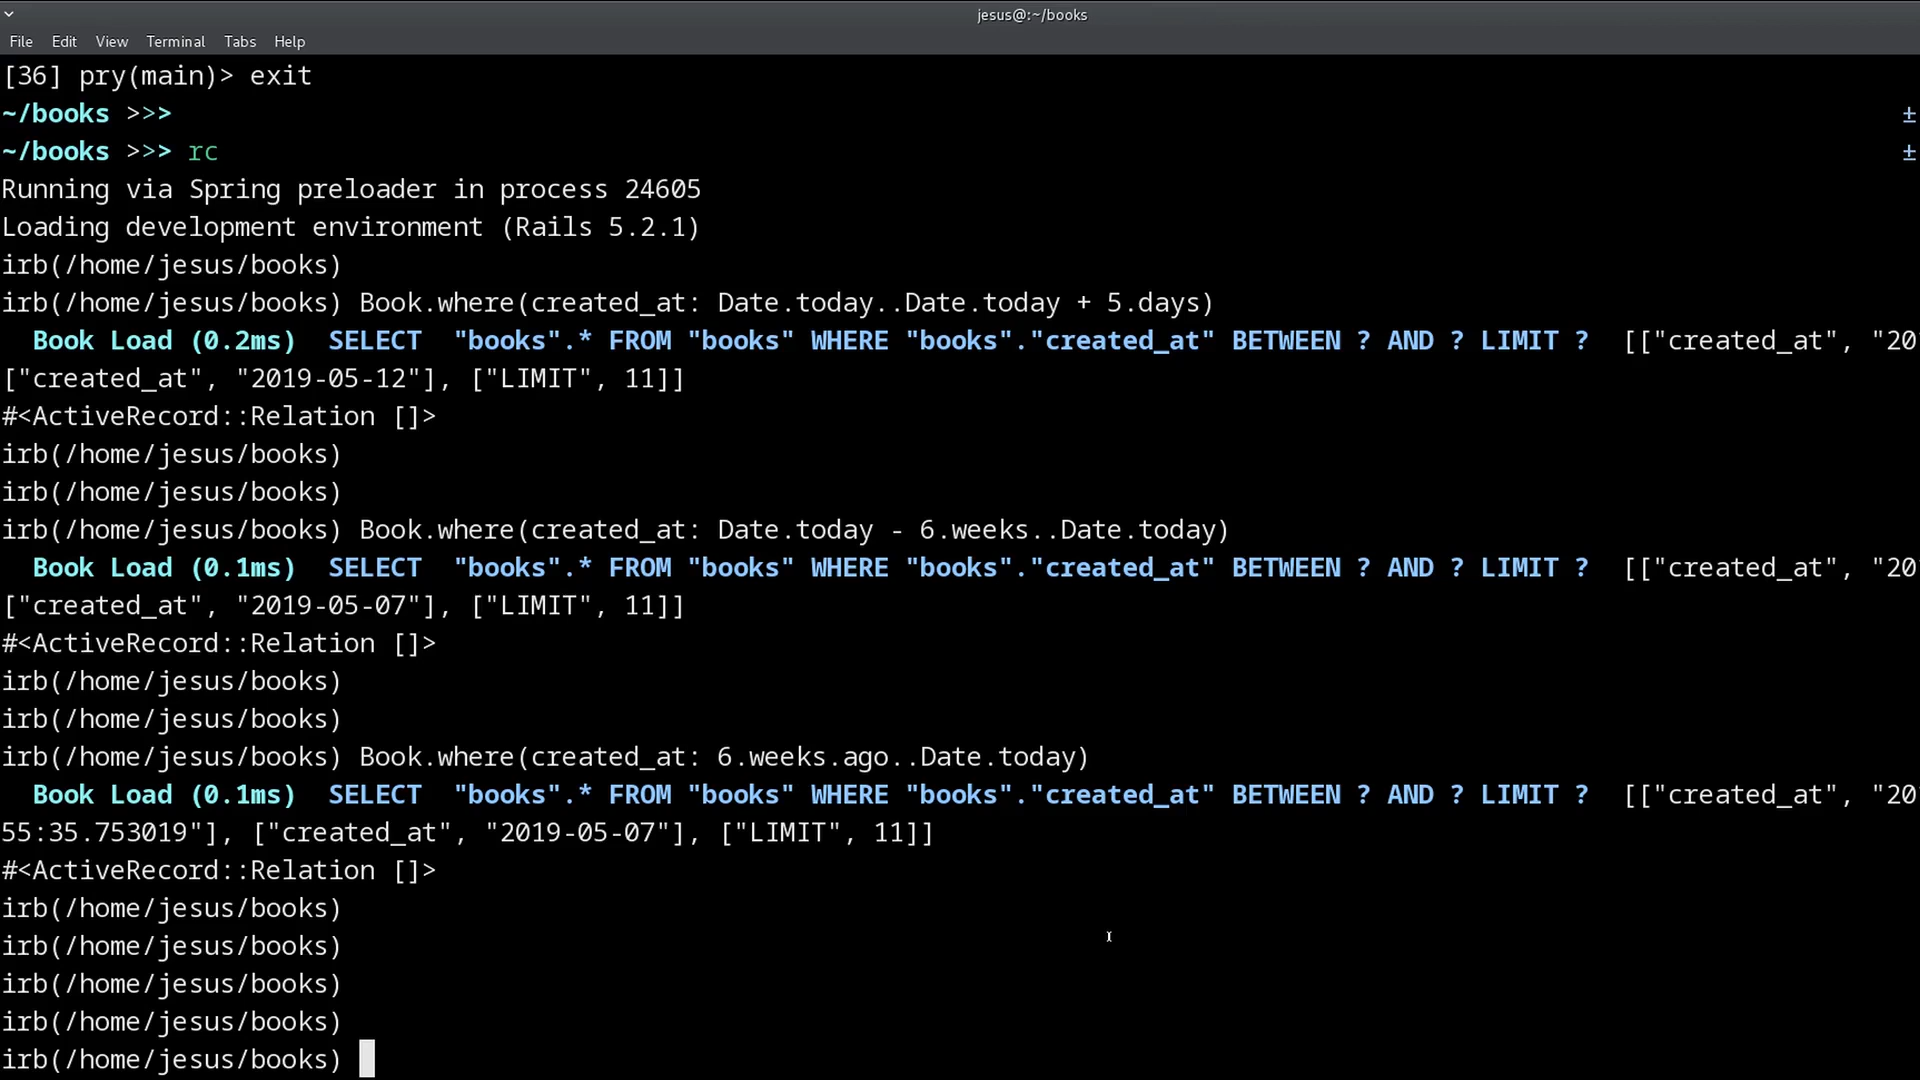 jesus@:~/books
File Edit View Terminal Tabs Help
[36] pry(main)> exit
~/books >>> ±
~/books >>> rc ±
Running via Spring preloader in process 24605
Loading development environment (Rails 5.2.1)
irb(/home/jesus/books)
irb(/home/jesus/books) Book.where(created_at: Date.today..Date.today + 5.days)
  Book Load (0.2ms)  SELECT  "books".* FROM "books" WHERE "books"."created_at" BETWEEN ? AND ? LIMIT ?  [["created_at", "20
["created_at", "2019-05-12"], ["LIMIT", 11]]
#<ActiveRecord::Relation []>
irb(/home/jesus/books)
irb(/home/jesus/books)
irb(/home/jesus/books) Book.where(created_at: Date.today - 6.weeks..Date.today)
  Book Load (0.1ms)  SELECT  "books".* FROM "books" WHERE "books"."created_at" BETWEEN ? AND ? LIMIT ?  [["created_at", "20
["created_at", "2019-05-07"], ["LIMIT", 11]]
#<ActiveRecord::Relation []>
irb(/home/jesus/books)
irb(/home/jesus/books)
irb(/home/jesus/books) Book.where(created_at: 6.weeks.ago..Date.today)
  Book Load (0.1ms)  SELECT  "books".* FROM "books" WHERE "books"."created_at" BETWEEN ? AND ? LIMIT ?  [["created_at", "20
55:35.753019"], ["created_at", "2019-05-07"], ["LIMIT", 11]]
#<ActiveRecord::Relation []>
irb(/home/jesus/books)
irb(/home/jesus/books)
irb(/home/jesus/books)
irb(/home/jesus/books)
irb(/home/jesus/books)